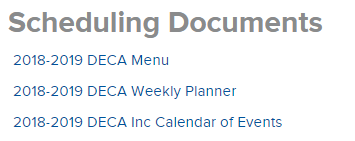 Scheduling Documents
2018-2019 DECA Menu
2018-2019 DECA Weekly Planner
2018-2019 DECA Inc Calendar of Events